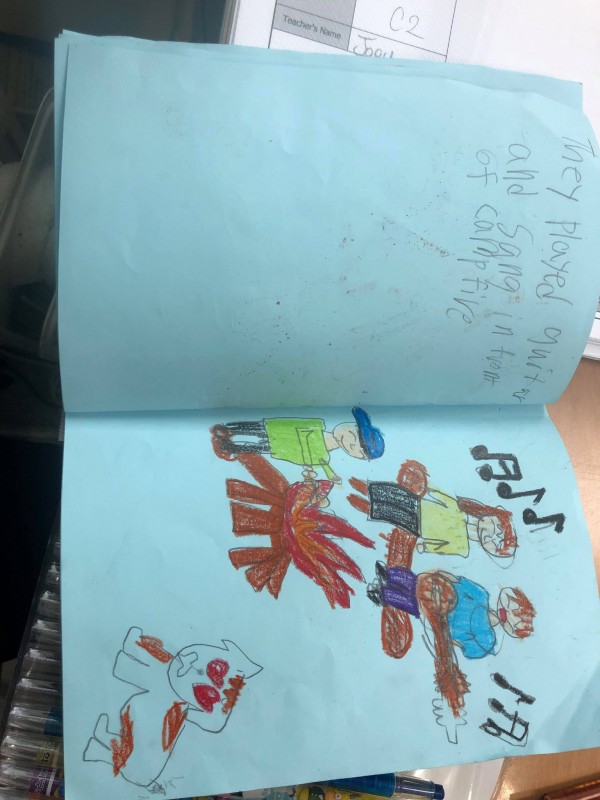 Teacher's Name
C2
They played guitar
and Sang in front
of campfire